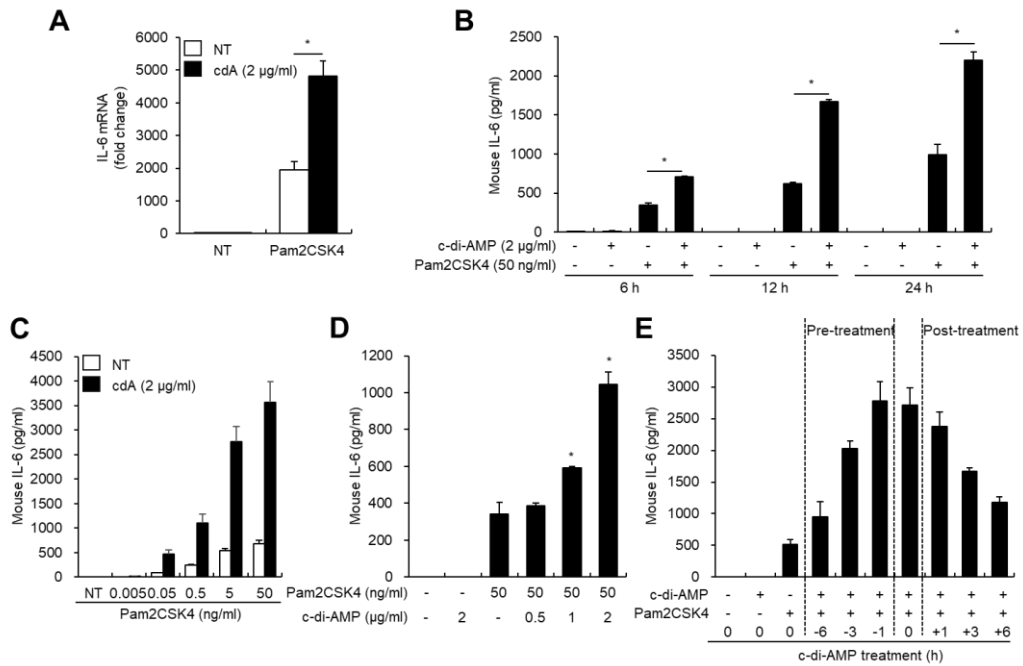 A
IL-6 mRNA
(fold change)
6000
5000
4000
3000
2000
1000
0
NT
cdA (2 µg/ml)
*
NT Pam2CSK4
B
Mouse IL-6 (pg/ml)
2500
2000
1500
1000
500
0
* * *
c-di-AMP (2 µg/ml) - + - + - + - + - + - +
Pam2CSK4 (50 ng/ml) - - + + - - + + - - + +
6 h 12 h 24 h
C
Mouse IL-6 (pg/ml)
4500
4000
3500
3000
2500
2000
1500
1000
500
0
NT
cdA (2 µg/ml)
NT 0.005 0.05 0.5 5 50
Pam2CSK4 (ng/ml)
D
Mouse IL-6 (pg/ml)
1200
1000
800
600
400
200
0
* *
Pam2CSK4 (ng/ml) - - 50 50 50 50
c-di-AMP (µg/ml) - 2 - 0.5 1 2
E
Pre-treatment Post-treatment
Mouse IL-6 (pg/ml)
3500
3000
2500
2000
1500
1000
500
0
c-di-AMP - + - + + + + + + +
Pam2CSK4 - - + + + + + + + +
0 0 0 -6 -3 -1 0 +1 +3 +6
c-di-AMP treatment (h)